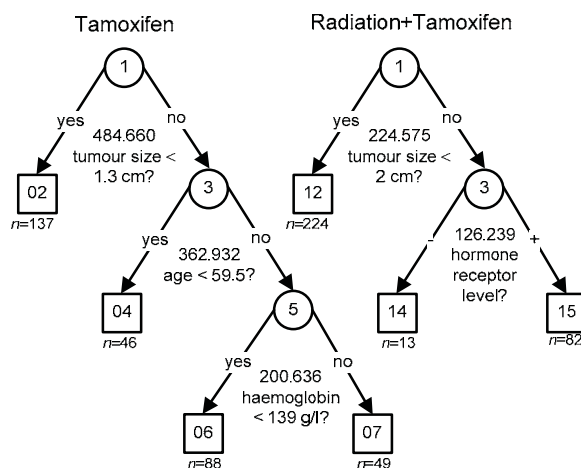 Tamoxifen
1
yes
no
484.660
tumour size <
1.3 cm?
02
n=137
3
yes
no
362.932
age < 59.5?
04
n=46
5
yes
no
200.636
haemoglobin
< 139 g/l?
06
n=88
07
n=49
Radiation+Tamoxifen
1
yes
no
224.575
tumour size <
2 cm?
12
n=224
3
-
+
126.239
hormone
receptor
level?
14
n=13
15
n=82